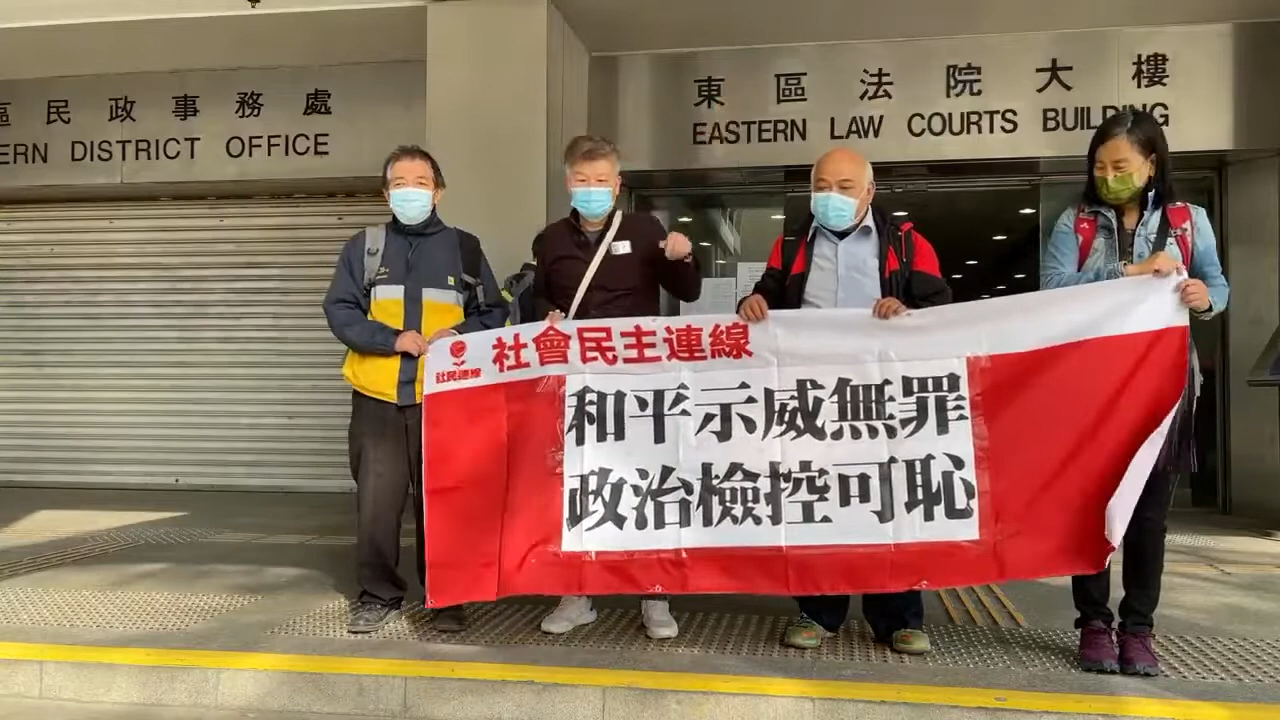 區民政事務處
ERN DISTRICT OFFICE
東區法院大樓
EASTERN LAW COURTS BUILDING
社民連線
社會民主連線
和平示威無罪
政治檢控可恥